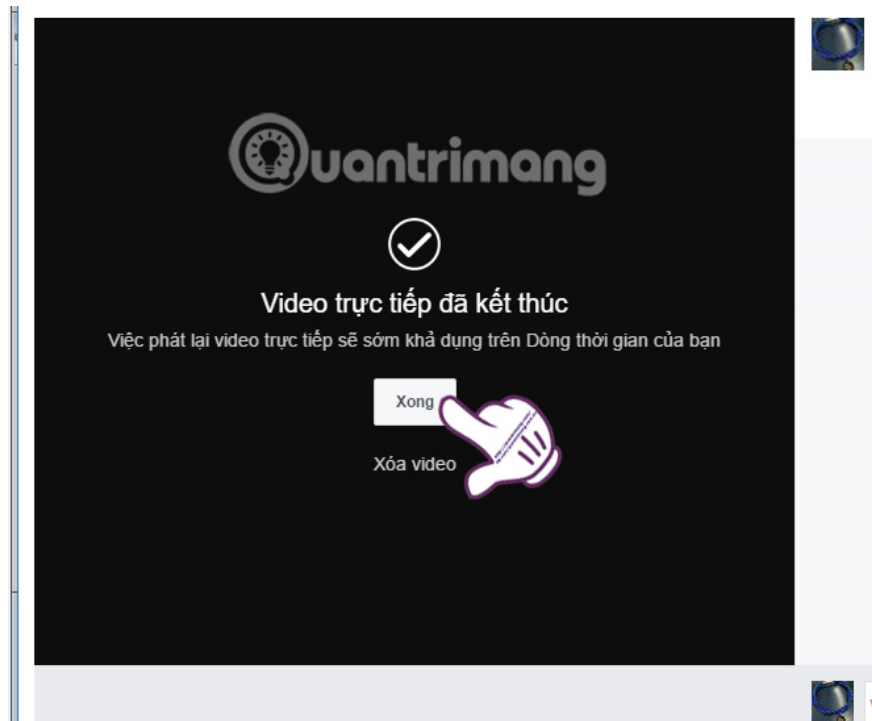 Quantrimang
Video trực tiếp đã kết thúc
Việc phát lại video trực tiếp sẽ sớm khả dụng trên Dòng thời gian của bạn
Xong
Xóa video